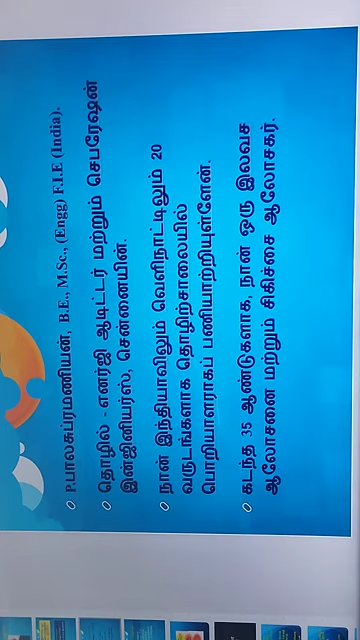 P.பாலசுப்ரமணியன், B.E., M.Sc., (Engg) F.I.E (India).
தொழில் - எனர்ஜி ஆடிட்டர் மற்றும் செபரேஷன்
இன்ஜினியர்ஸ், சென்னையின்.
நான் இந்தியாவிலும் வெளிநாட்டிலும் 20
வருடங்களாக தொழிற்சாலையில்
பொறியாளராகப் பணியாற்றியுள்ளேன்.
கடந்த 35 ஆண்டுகளாக, நான் ஒரு இலவச
ஆலோசனை மற்றும் சிகிச்சை ஆலோசகர்.